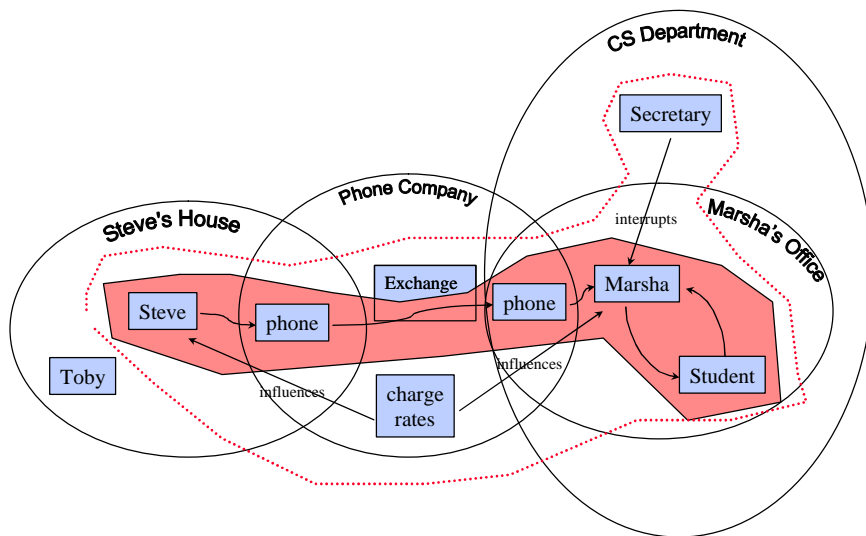 CS Department
Secretary
Phone Company
Steve's House
interrupts
Marsha's Office
Exchange
Marsha
Steve
phone
phone
Toby
influences
charge
rates
influences
Student